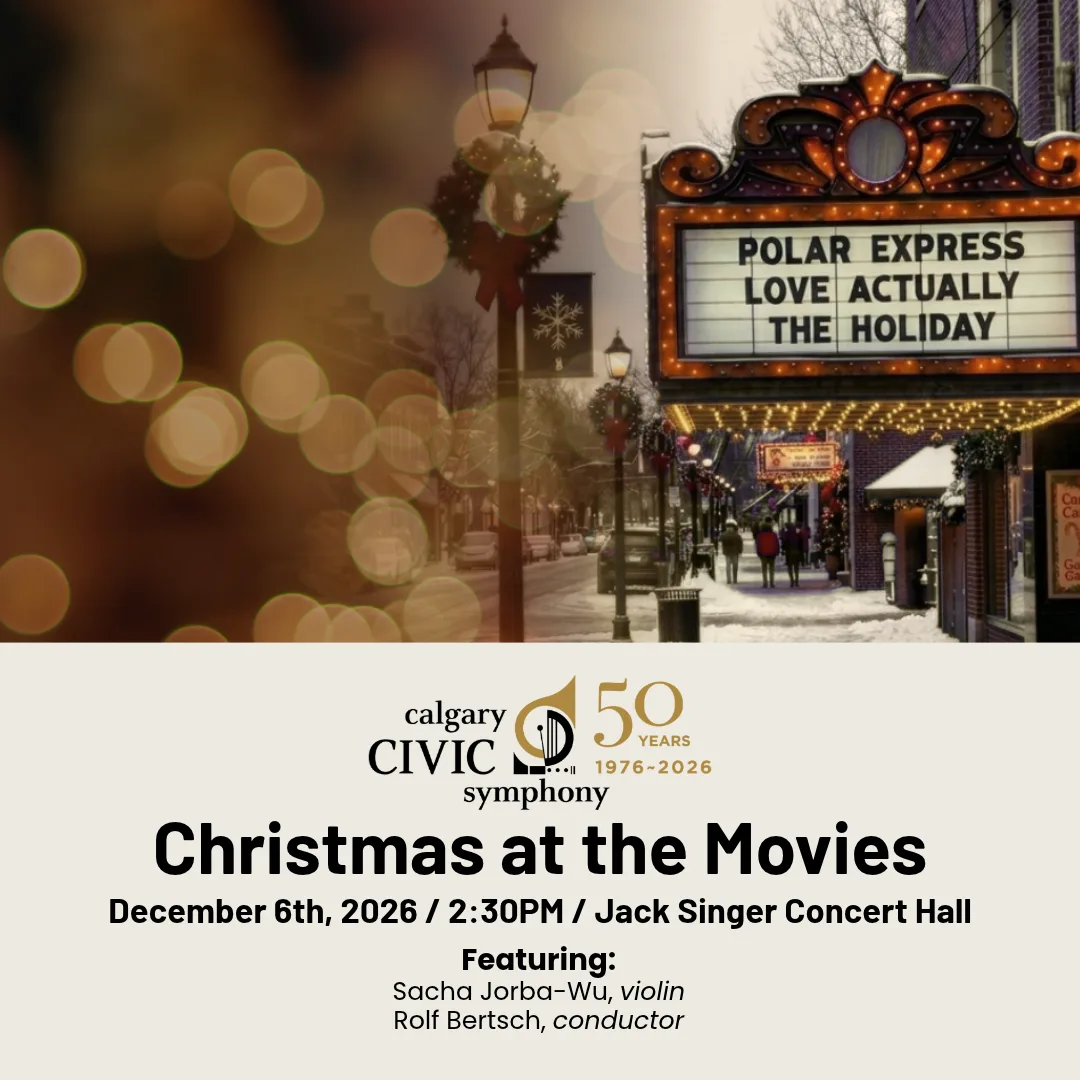 POLAR EXPRESS
LOVE ACTUALLY
THE HOLIDAY
calgary
CIVIC
symphony
50
YEARS
1976~2026
Christmas at the Movies
December 6th, 2026 / 2:30PM / Jack Singer Concert Hall
Featuring:
Sacha Jorba-Wu, violin
Rolf Bertsch, conductor